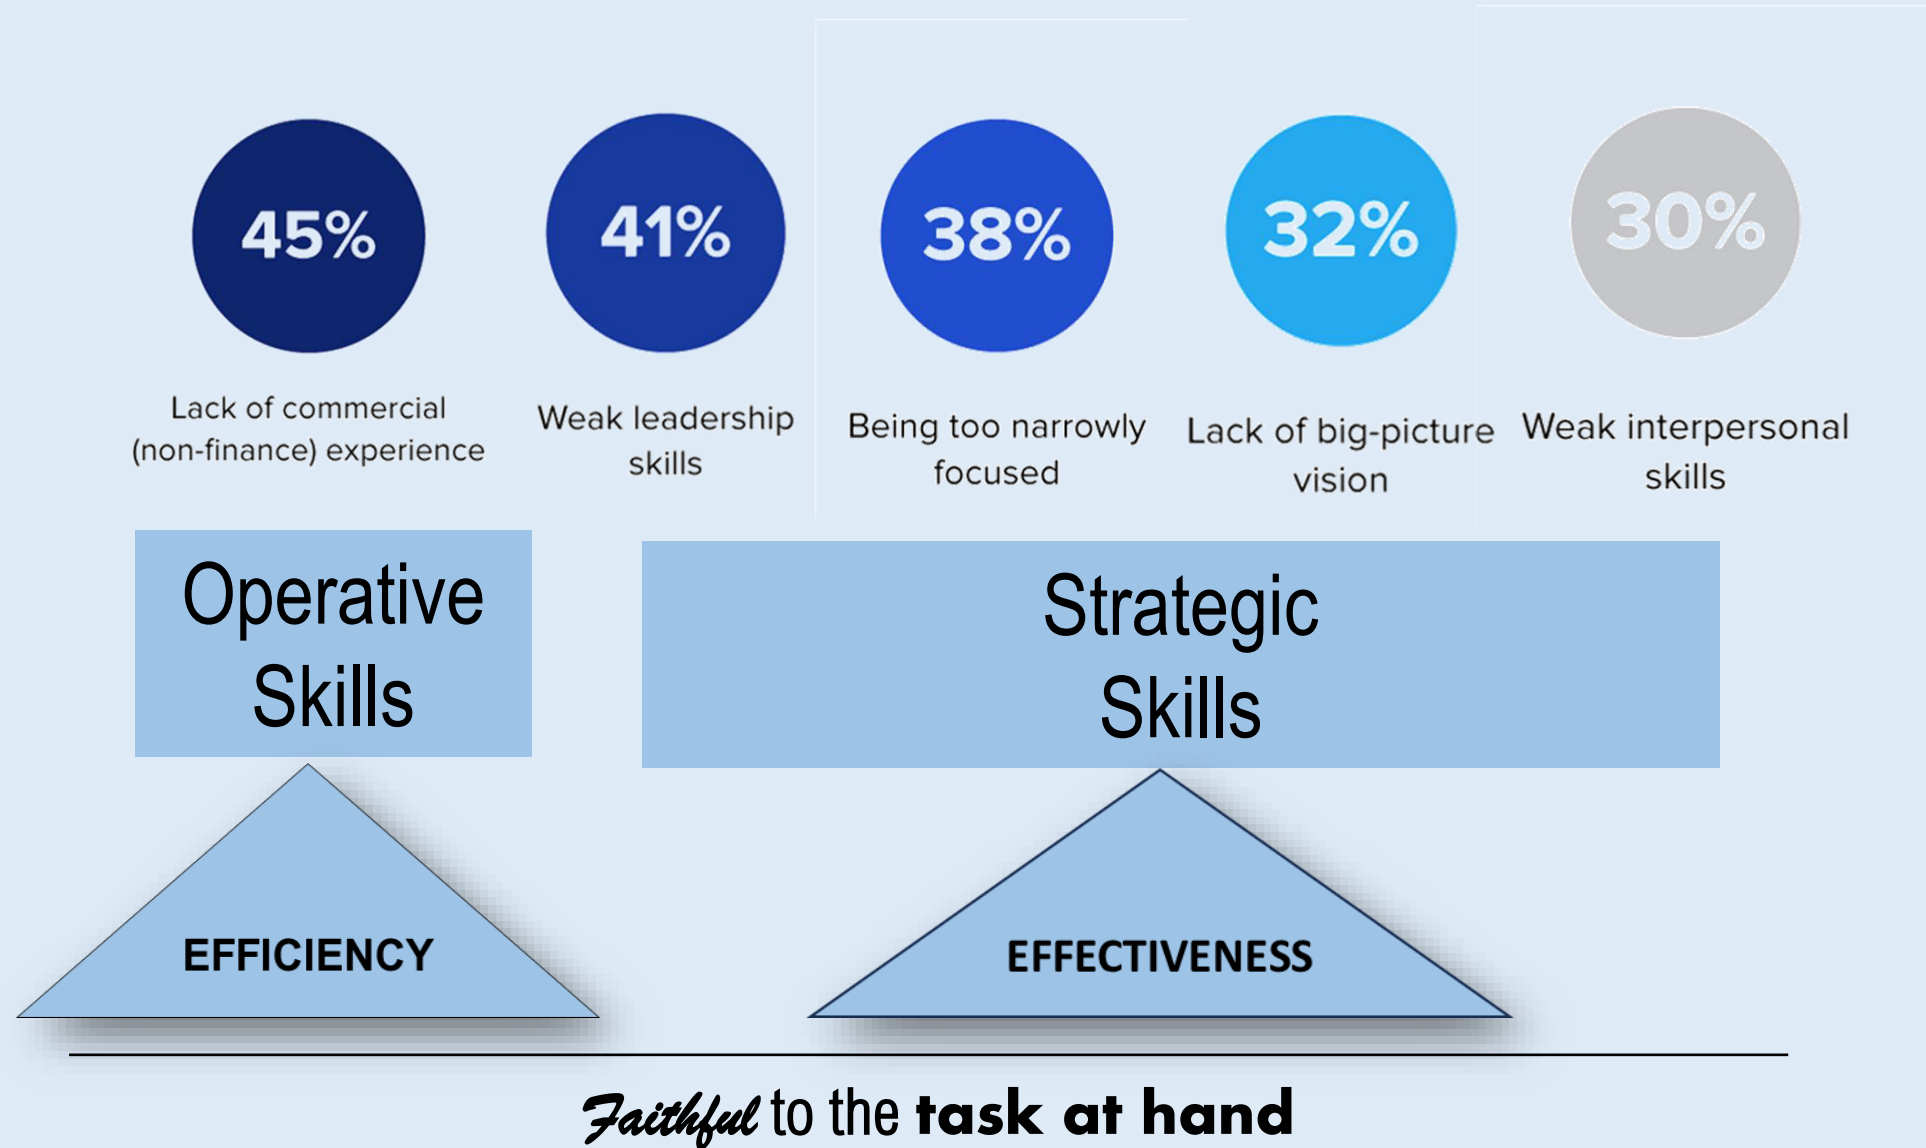 45%
41%
38%
32%
30%
Lack of commercial
(non-finance) experience
Weak leadership
skills
Being too narrowly
focused
Lack of big-picture
vision
Weak interpersonal
skills
Operative
Skills
Strategic
Skills
EFFICIENCY
EFFECTIVENESS
Faithful to the task at hand